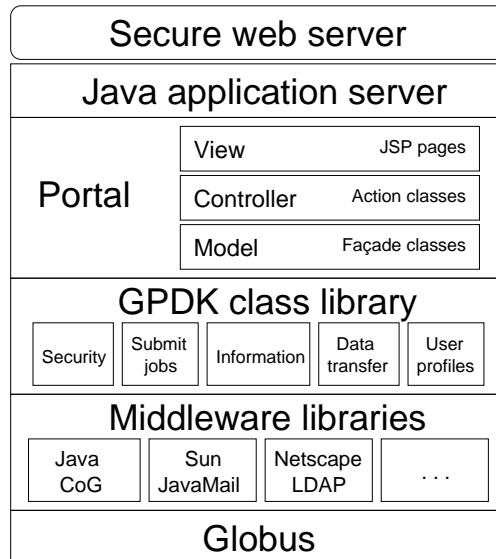 Secure web server
Java application server
Portal
View JSP pages
Controller Action classes
Model Façade classes
GPDK class library
Security
Submit
jobs
Information
Data
transfer
User
profiles
Middleware libraries
Java
CoG
Sun
JavaMail
Netscape
LDAP
. . .
Globus